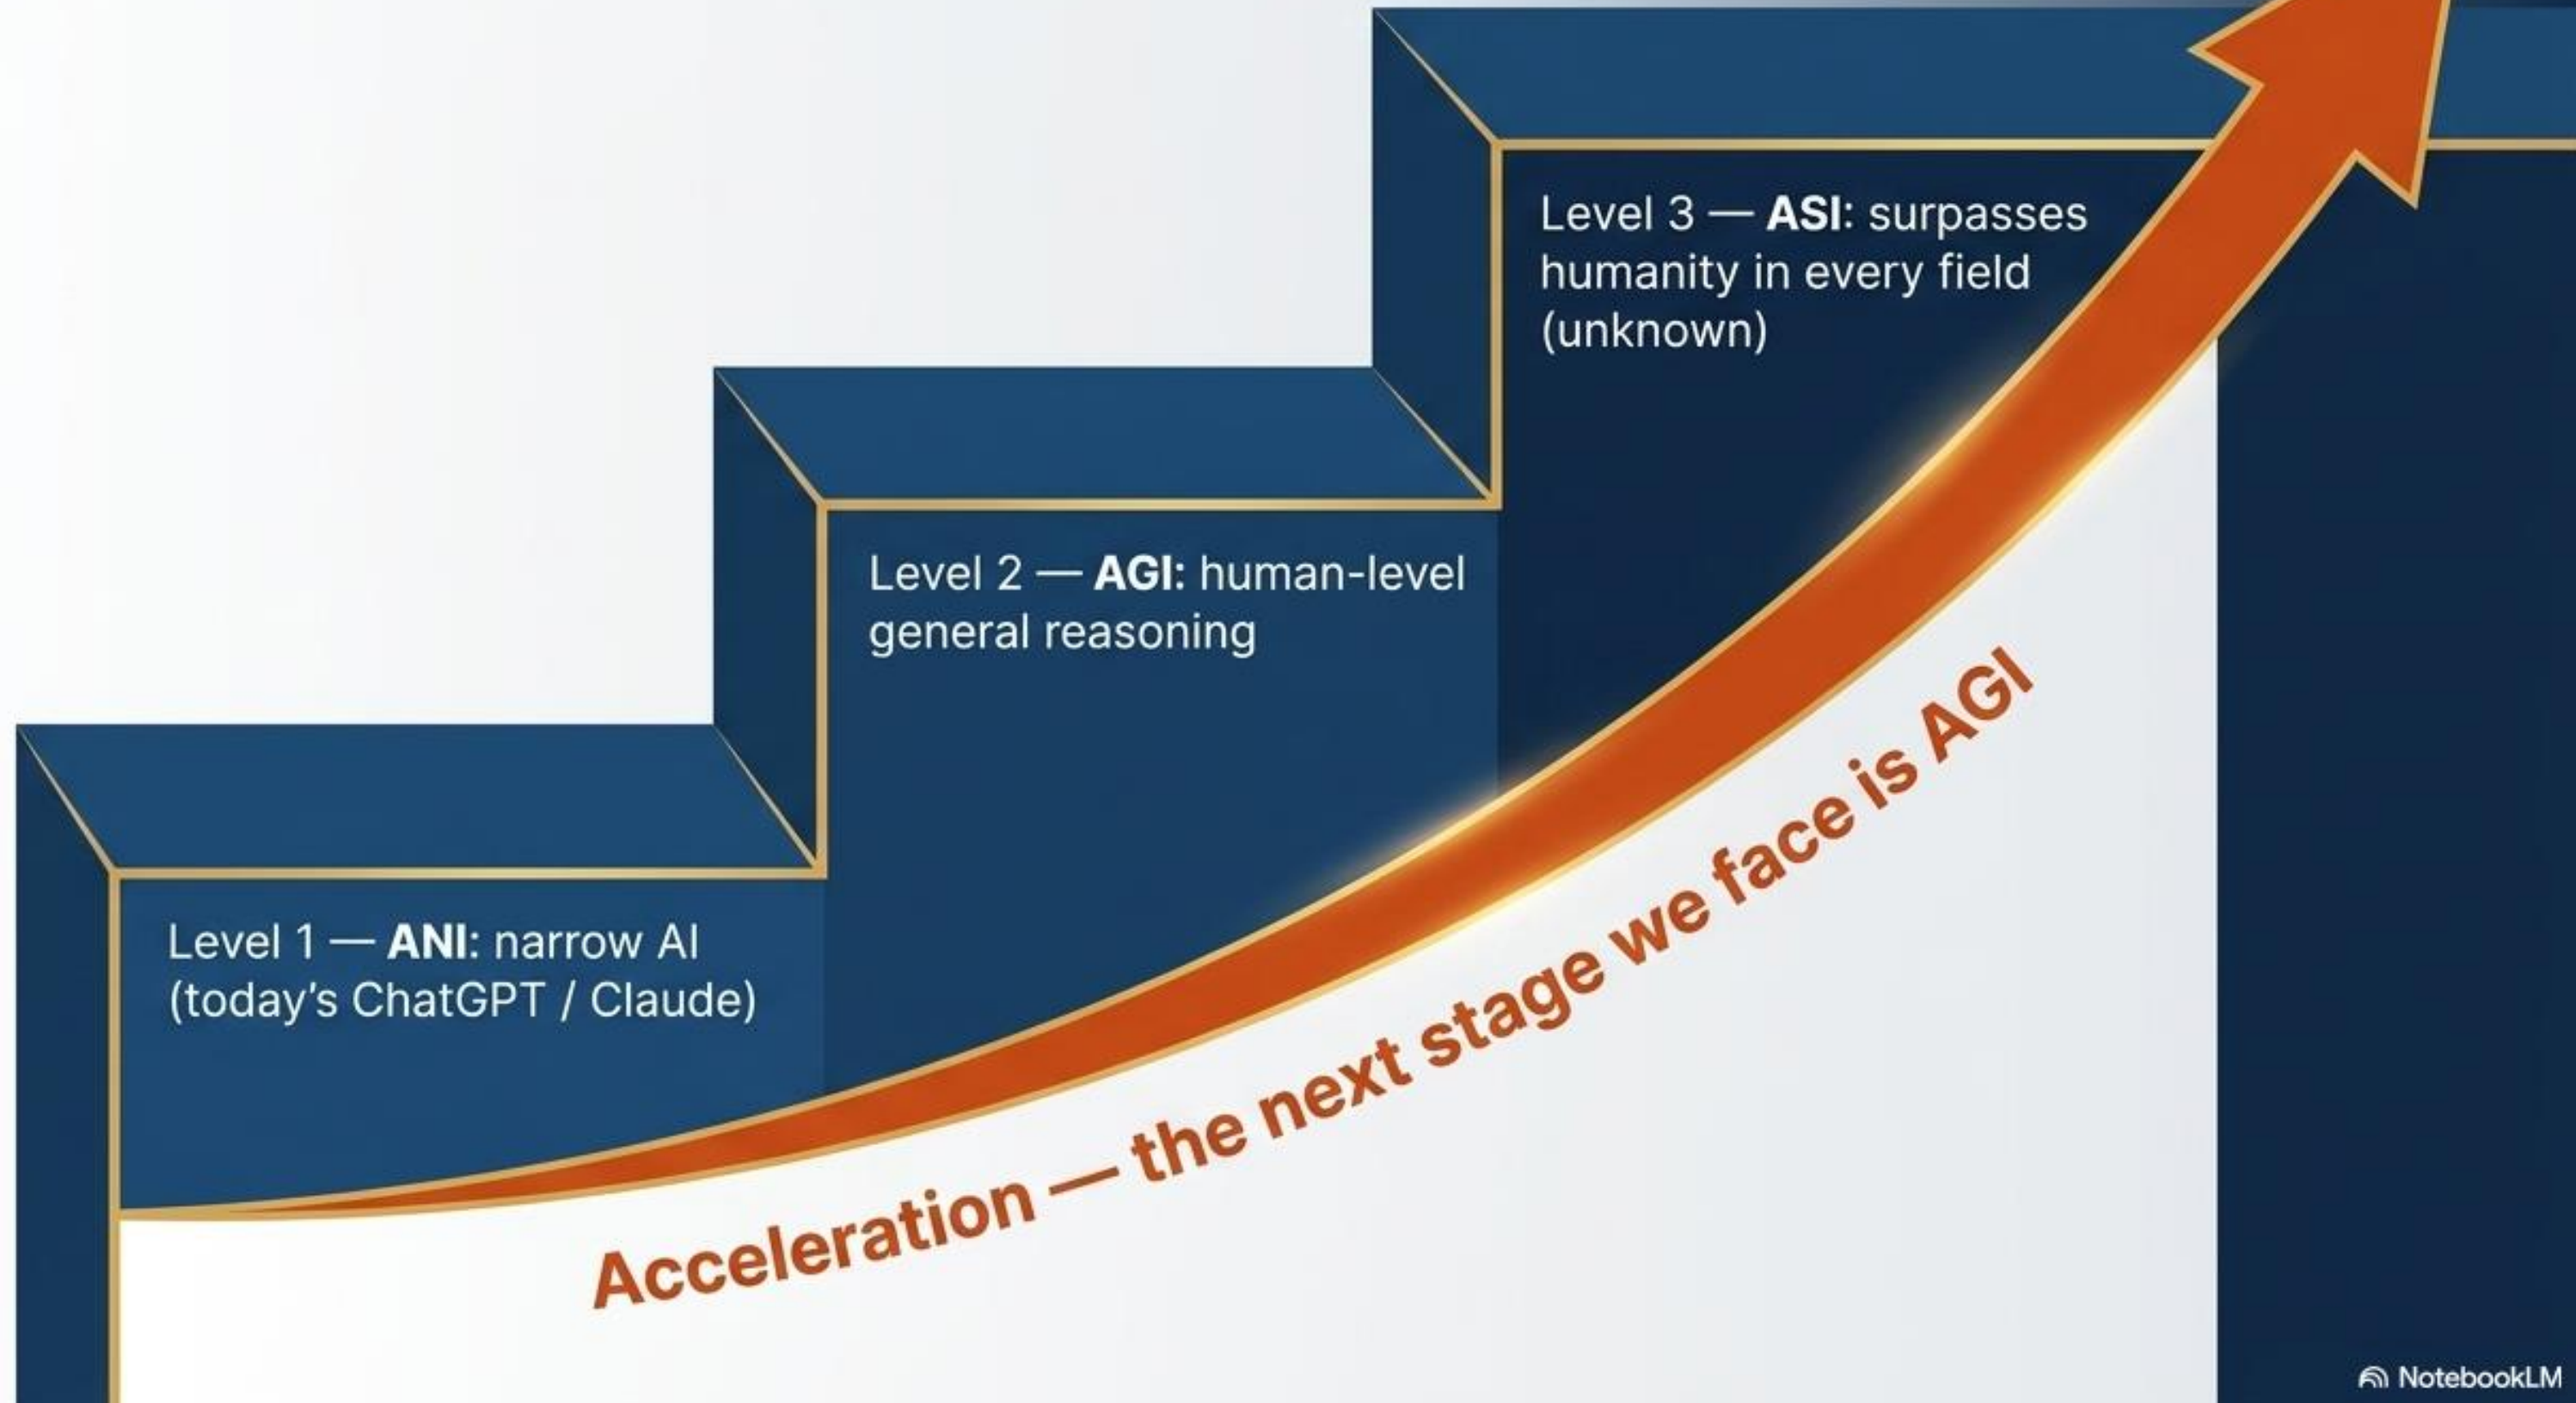 Level 3 — ASI: surpasses
humanity in every field
(unknown)
Level 2 — AGI: human-level
general reasoning
Level 1 — ANI: narrow AI
(today’s ChatGPT / Claude)
Acceleration — the next stage we face is AGI
NotebookLM